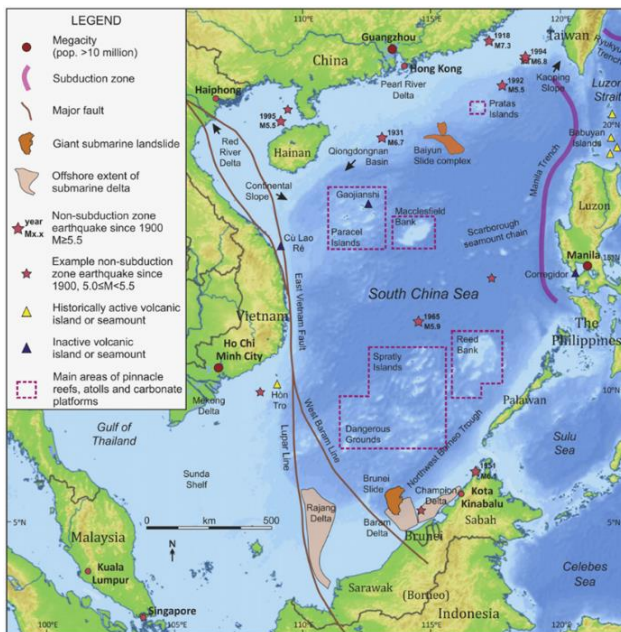 LEGEND
Megacity
(pop. >10 million)
Subduction zone
Major fault
Giant submarine landslide
Offshore extent of
submarine delta
year
Mx.x
Non-subduction zone
earthquake since 1900
M≥5.5
Example non-subduction
zone earthquake since
1900, 5.0≤M<5.5
Historically active volcanic
island or seamount
Inactive volcanic
island or seamount
Main areas of pinnacle
reefs, atolls and carbonate
platforms
China
Guangzhou
Hong Kong
Pearl River
Delta
1918
M7.3
1994
M6.8
1992
M5.5
Taiwan
Ryukyu
Trench
Kaoping
Slope
Luzon
Strait
20°N
Babuyan
Islands
Pratas
Islands
Haiphong
1995
M5.5
Red
River
Delta
Hainan
1931
M6.7
Qiongdongnan
Basin
Baiyun
Slide complex
Manila Trench
Continental
Slope
Gaojianshi
Paracel
Islands
Macclesfield
Bank
Scarborough
seamount chain
Luzon
Manila
15°N
Corregidor
Cù Lao
Ré
East Vietnam Fault
South China Sea
Vietnam
1965
M5.9
The
Philippines
Ho Chi
Minh City
Mekong
Delta
Hòn
Tro
Spratly
Islands
Reed
Bank
Dangerous
Grounds
Palawan
Gulf of
Thailand
Lupar Line
West Baram Line
Northwest Borneo Trough
Sulu
Sea
Sunda
Shelf
Brunei
Slide
Champion
Delta
Kota
Kinabalu
Sabah
0
km
500
N
Rajang
Delta
Baram
Delta
Brunei
5°N
5°N
Malaysia
Kuala
Lumpur
Singapore
Sarawak
(Borneo)
Indonesia
Celebes
Sea
100°E
105°E
110°E
115°E
120°E